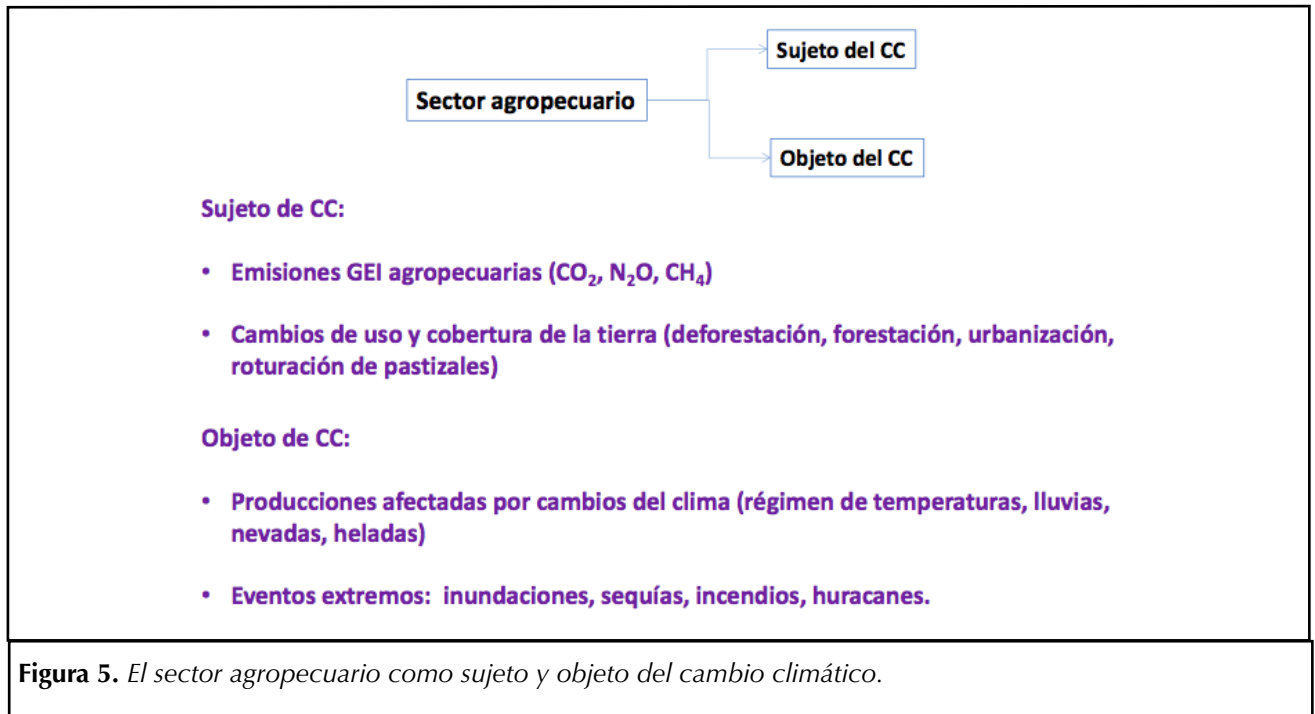 Sujeto del CC
Sector agropecuario
Objeto del CC
Sujeto de CC:
• Emisiones GEI agropecuarias (CO₂, N₂O, CH₄)
• Cambios de uso y cobertura de la tierra (deforestación, forestación, urbanización,
roturación de pastizales)
Objeto de CC:
• Producciones afectadas por cambios del clima (régimen de temperaturas, lluvias,
nevadas, heladas)
• Eventos extremos: inundaciones, sequías, incendios, huracanes.
Figura 5. El sector agropecuario como sujeto y objeto del cambio climático.